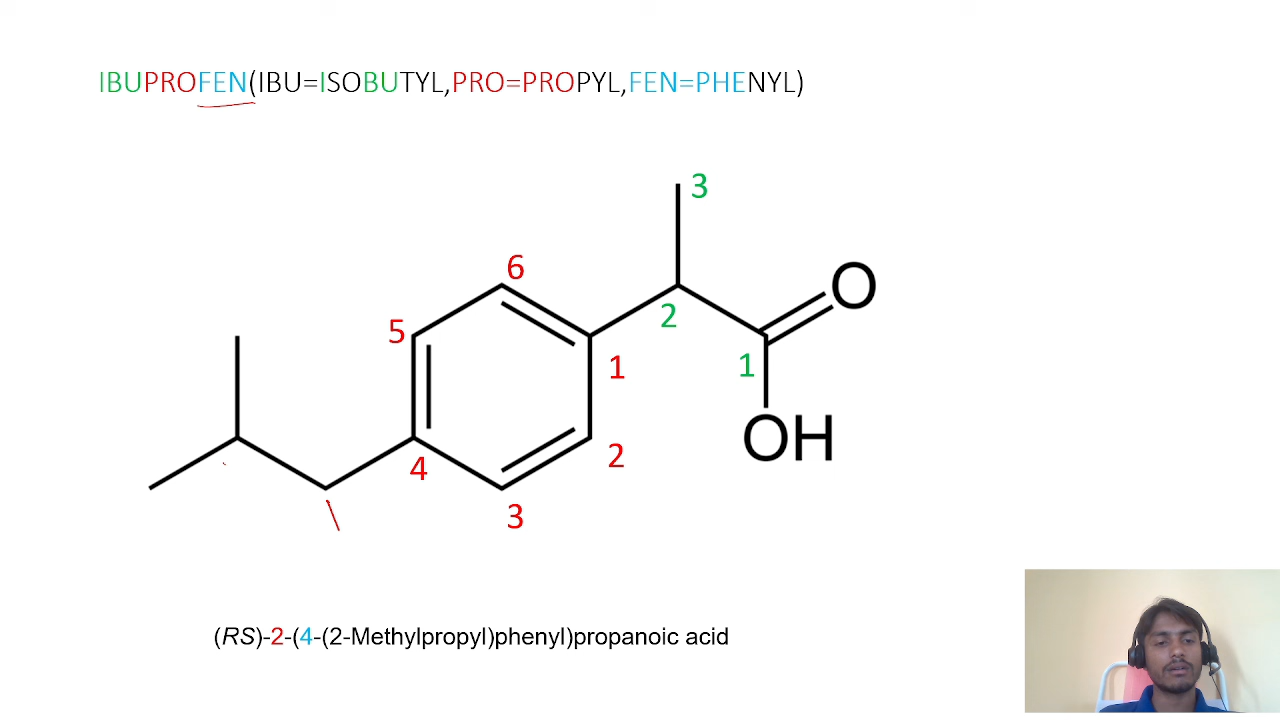 IBUPROFEN(IBU=ISOBUTYL,PRO=PROPYL,FEN=PHENYL)
3
6
O
5
2
1
1
OH
4
2
3
(RS)-2-(4-(2-Methylpropyl)phenyl)propanoic acid